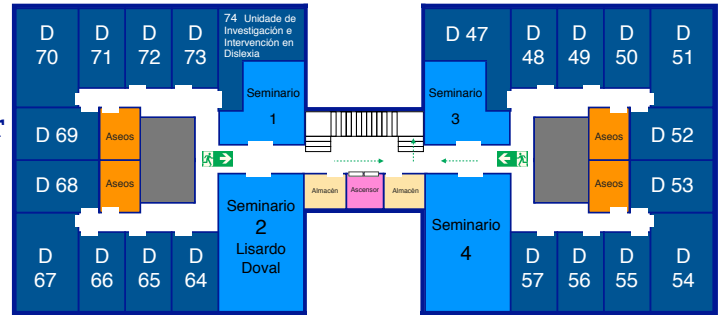 D
70
D
71
D
72
D
73
74 Unidade de
Investigación e
Intervención en
Dislexia
D 47
D
48
D
49
D
50
D
51
Seminario
1
Seminario
3
D 69
Aseos
Aseos
D 52
D 68
Aseos
Aseos
D 53
Almacén
Ascensor
Almacén
Seminario
2
Lisardo
Doval
Seminario
4
D
67
D
66
D
65
D
64
D
57
D
56
D
55
D
54